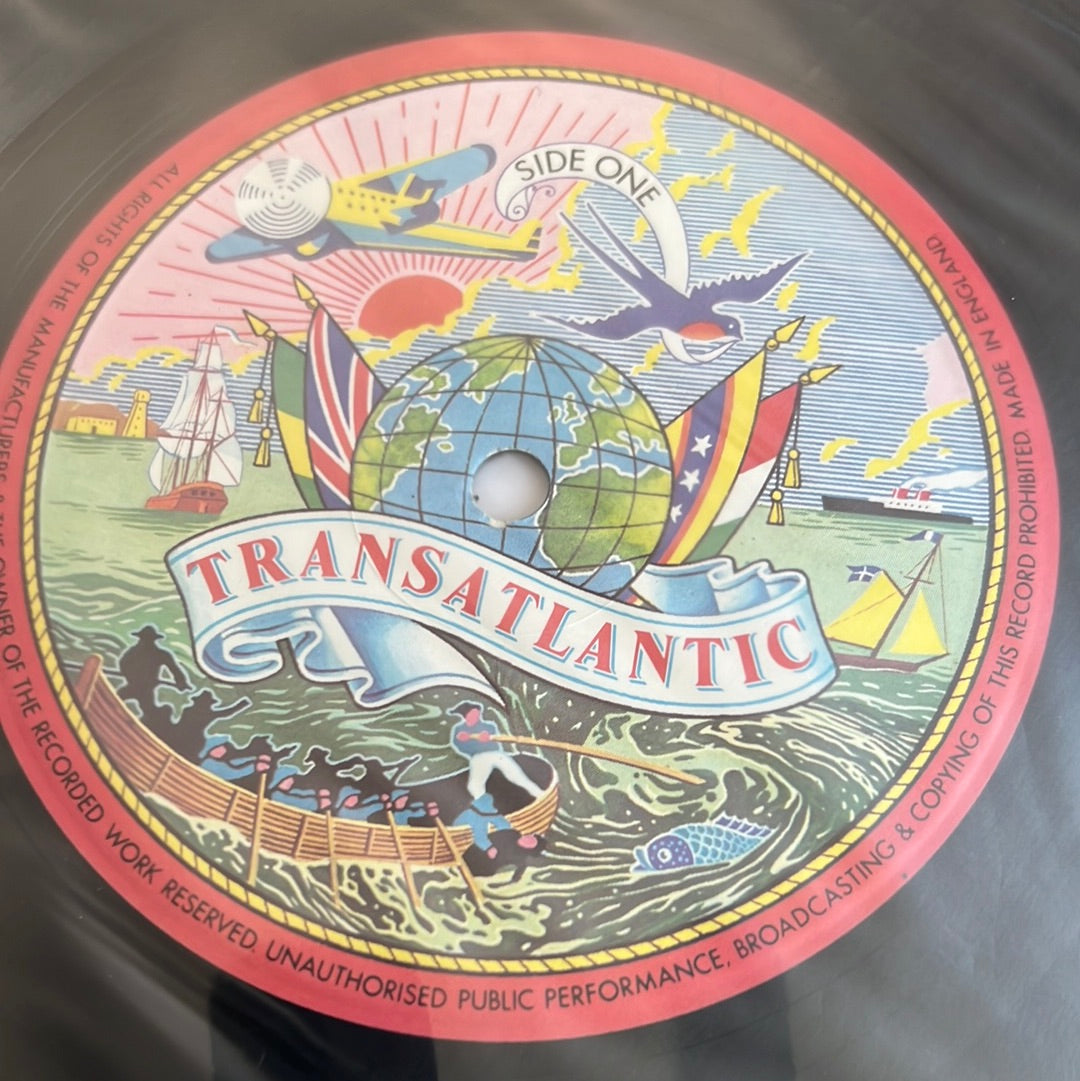 SIDE ONE
TRANSATLANTIC
ALL RIGHTS OF THE MANUFACTURERS & THE OWNER OF THE RECORDED WORK RESERVED. UNAUTHORISED PUBLIC PERFORMANCE, BROADCASTING & COPYING OF THIS RECORD PROHIBITED. MADE IN ENGLAND.